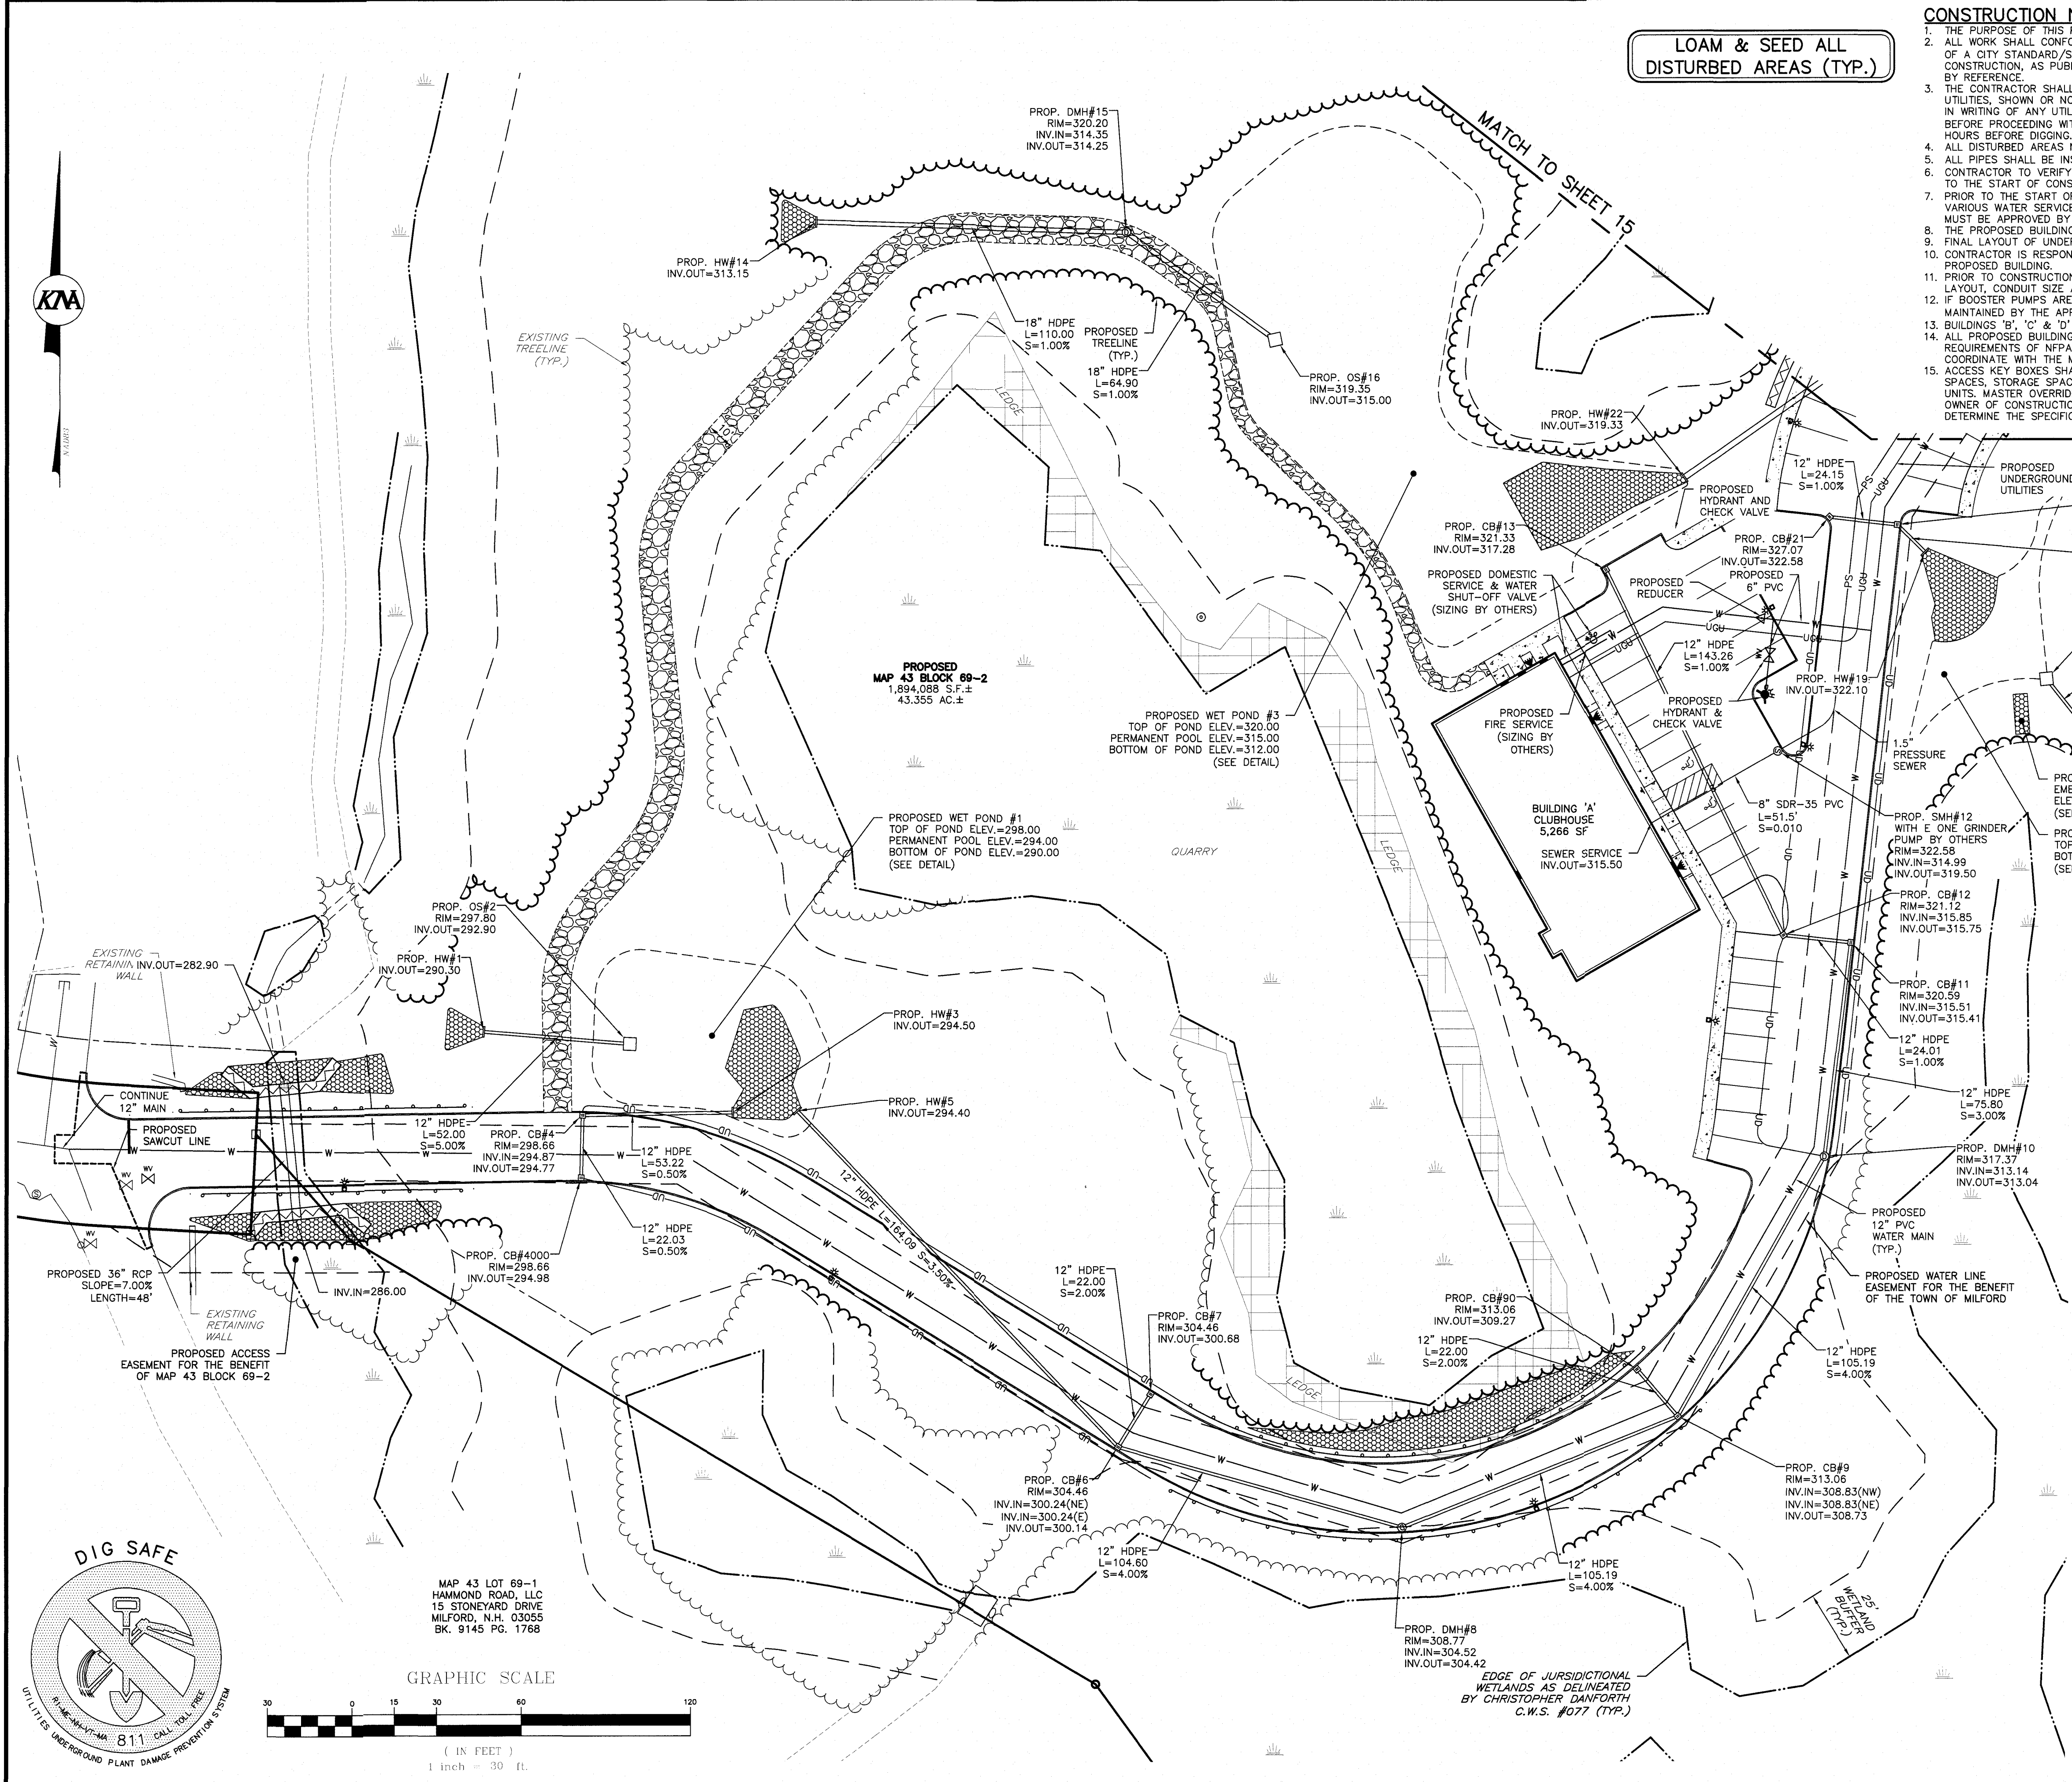 LOAM & SEED ALL
DISTURBED AREAS (TYP.)
CONSTRUCTION
1. THE PURPOSE OF THIS
2. ALL WORK SHALL
OF A CITY
CONSTRUCTION, AS
BY REFERENCE.
3. THE CONTRACTOR SHALL
UTILITIES, SHOWN OR
IN WRITING OF ANY
BEFORE PROCEEDING
HOURS BEFORE DIGGING.
4. ALL DISTURBED AREAS
5. ALL PIPES SHALL BE
6. CONTRACTOR TO VERIFY
TO THE START OF
7. PRIOR TO THE START
VARIOUS WATER
MUST BE APPROVED BY
8. THE PROPOSED
9. FINAL LAYOUT OF
10. CONTRACTOR IS
PROPOSED BUILDING.
11. PRIOR TO
LAYOUT, CONDUIT SIZE
12. IF BOOSTER PUMPS ARE
MAINTAINED BY THE
13. BUILDINGS 'B', 'C' & 'D'
14. ALL PROPOSED
REQUIREMENTS OF
COORDINATE WITH THE
15. ACCESS KEY BOXES
SPACES, STORAGE
UNITS. MASTER
OWNER OF
DETERMINE THE
MATCH TO SHEET 15
KNA
NAD83
PROP. DMH#15
RIM=320.20
INV.IN=314.35
INV.OUT=314.25
PROP. HW#14
INV.OUT=313.15
EXISTING
TREELINE
(TYP.)
18" HDPE
L=110.00
S=1.00%
PROPOSED
TREELINE
(TYP.)
18" HDPE
L=64.90
S=1.00%
LEDGE
10'
PROP. OS#16
RIM=319.35
INV.OUT=315.00
PROP. HW#22
INV.OUT=319.33
12" HDPE
L=24.15
S=1.00%
PROPOSED
UNDERGROUND
UTILITIES
PS
UGU
W
PROPOSED
HYDRANT AND
CHECK VALVE
PROP. CB#13
RIM=321.33
INV.OUT=317.28
PROP. CB#21
RIM=327.07
INV.OUT=322.58
PROPOSED DOMESTIC
SERVICE & WATER
SHUT-OFF VALVE
(SIZING BY OTHERS)
PROPOSED
REDUCER
PROPOSED
6" PVC
PS
UGU
W
W
UGU
UGU
W
UGU
UD
12" HDPE
L=143.26
S=1.00%
PROP. HW#19
INV.OUT=322.10
PROPOSED
HYDRANT &
CHECK VALVE
PROPOSED
FIRE SERVICE
(SIZING BY
OTHERS)
PROPOSED
MAP 43 BLOCK 69-2
1,894,088 S.F.±
43.355 AC.±
PROPOSED WET POND #3
TOP OF POND ELEV.=320.00
PERMANENT POOL ELEV.=315.00
BOTTOM OF POND ELEV.=312.00
(SEE DETAIL)
1.5"
PRESSURE
SEWER
BUILDING 'A'
CLUBHOUSE
5,266 SF
SEWER SERVICE
INV.OUT=315.50
8" SDR-35 PVC
L=51.5'
S=0.010
PROP. SMH#12
WITH E ONE GRINDER
PUMP BY OTHERS
RIM=322.58
INV.IN=314.99
INV.OUT=319.50
PROPOSED WET POND #1
TOP OF POND ELEV.=298.00
PERMANENT POOL ELEV.=294.00
BOTTOM OF POND ELEV.=290.00
(SEE DETAIL)
QUARRY
LEDGE
PROP. CB#12
RIM=321.12
INV.IN=315.85
INV.OUT=315.75
PROP. OS#2
RIM=297.80
INV.OUT=292.90
PROP. HW#1
INV.OUT=290.30
EXISTING
RETAINING
WALL
INV.OUT=282.90
PROP. CB#11
RIM=320.59
INV.IN=315.51
INV.OUT=315.41
12" HDPE
L=24.01
S=1.00%
PROP. HW#3
INV.OUT=294.50
PROP. HW#5
INV.OUT=294.40
12" HDPE
L=75.80
S=3.00%
CONTINUE
12" MAIN
PROPOSED
SAWCUT LINE
12" HDPE
L=52.00
S=5.00%
PROP. CB#4
RIM=298.66
INV.IN=294.87
INV.OUT=294.77
12" HDPE
L=53.22
S=0.50%
PROP. DMH#10
RIM=317.37
INV.IN=313.14
INV.OUT=313.04
WV
WV
WV
12" HDPE L=164.09 S=3.50%
12" HDPE
L=22.03
S=0.50%
PROP. CB#4000
RIM=298.66
INV.OUT=294.98
PROPOSED
12" PVC
WATER MAIN
(TYP.)
PROPOSED 36" RCP
SLOPE=7.00%
LENGTH=48'
INV.IN=286.00
EXISTING
RETAINING
WALL
PROPOSED WATER LINE
EASEMENT FOR THE BENEFIT
OF THE TOWN OF MILFORD
12" HDPE
L=22.00
S=2.00%
PROP. CB#7
RIM=304.46
INV.OUT=300.68
PROP. CB#90
RIM=313.06
INV.OUT=309.27
12" HDPE
L=22.00
S=2.00%
PROPOSED ACCESS
EASEMENT FOR THE BENEFIT
OF MAP 43 BLOCK 69-2
12" HDPE
L=105.19
S=4.00%
LEDGE
PROP. CB#6
RIM=304.46
INV.IN=300.24(NE)
INV.IN=300.24(E)
INV.OUT=300.14
PROP. CB#9
RIM=313.06
INV.IN=308.83(NW)
INV.IN=308.83(NE)
INV.OUT=308.73
12" HDPE
L=104.60
S=4.00%
12" HDPE
L=105.19
S=4.00%
25'
WETLAND
BUFFER
(TYP.)
PROP. DMH#8
RIM=308.77
INV.IN=304.52
INV.OUT=304.42
EDGE OF JURSIDICTIONAL
WETLANDS AS DELINEATED
BY CHRISTOPHER DANFORTH
C.W.S. #077 (TYP.)
MAP 43 LOT 69-1
HAMMOND ROAD, LLC
15 STONEYARD DRIVE
MILFORD, N.H. 03055
BK. 9145 PG. 1768
DIG SAFE
RI-ME-NH-VT-MA 811 CALL TOLL FREE
UTILITIES UNDERGROUND PLANT DAMAGE PREVENTION SYSTEM
GRAPHIC SCALE
30 0 15 30 60 120
( IN FEET )
1 inch = 30 ft.